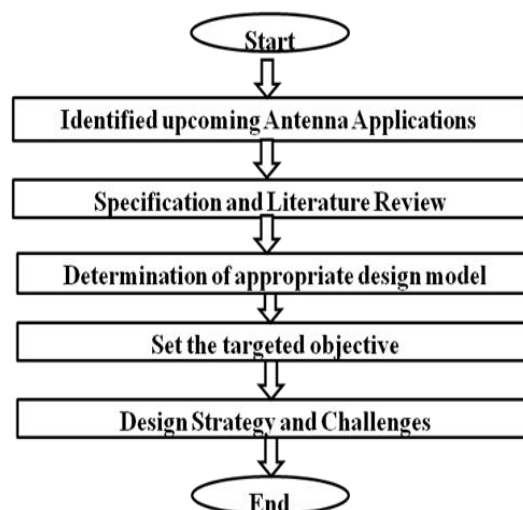 Start
Identified upcoming Antenna Applications
Specification and Literature Review
Determination of appropriate design model
Set the targeted objective
Design Strategy and Challenges
End